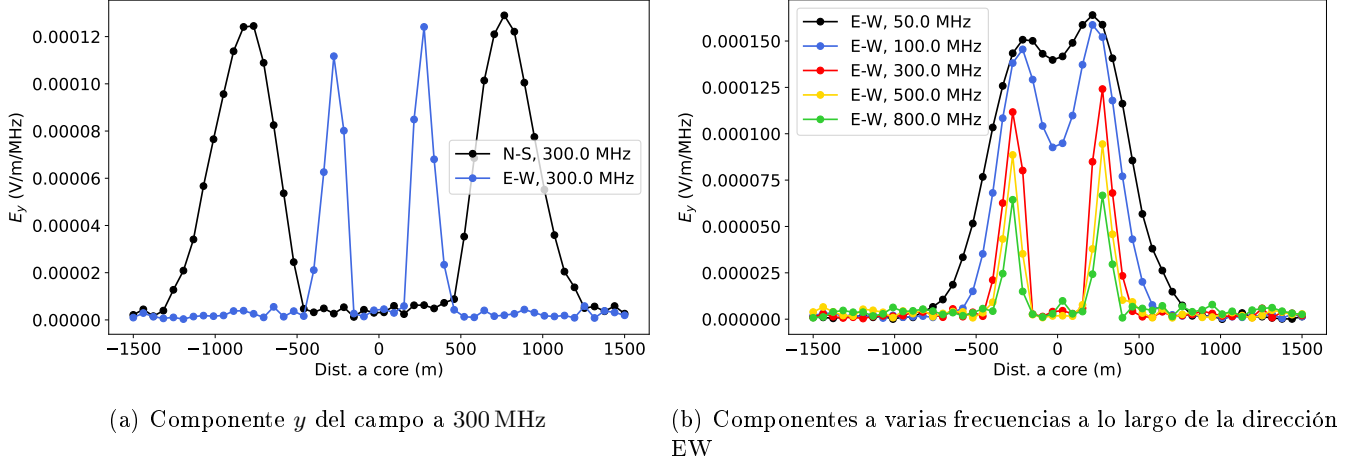 0.00012
0.00010
0.00008
0.00006
0.00004
0.00002
0.00000
E_y (V/m/MHz)
N-S, 300.0 MHz
E-W, 300.0 MHz
−1500 −1000 −500 0 500 1000 1500
Dist. a core (m)
(a) Componente y del campo a 300 MHz
0.000150
0.000125
0.000100
0.000075
0.000050
0.000025
0.000000
E_y (V/m/MHz)
E-W, 50.0 MHz
E-W, 100.0 MHz
E-W, 300.0 MHz
E-W, 500.0 MHz
E-W, 800.0 MHz
−1500 −1000 −500 0 500 1000 1500
Dist. a core (m)
(b) Componentes a varias frecuencias a lo largo de la dirección
EW